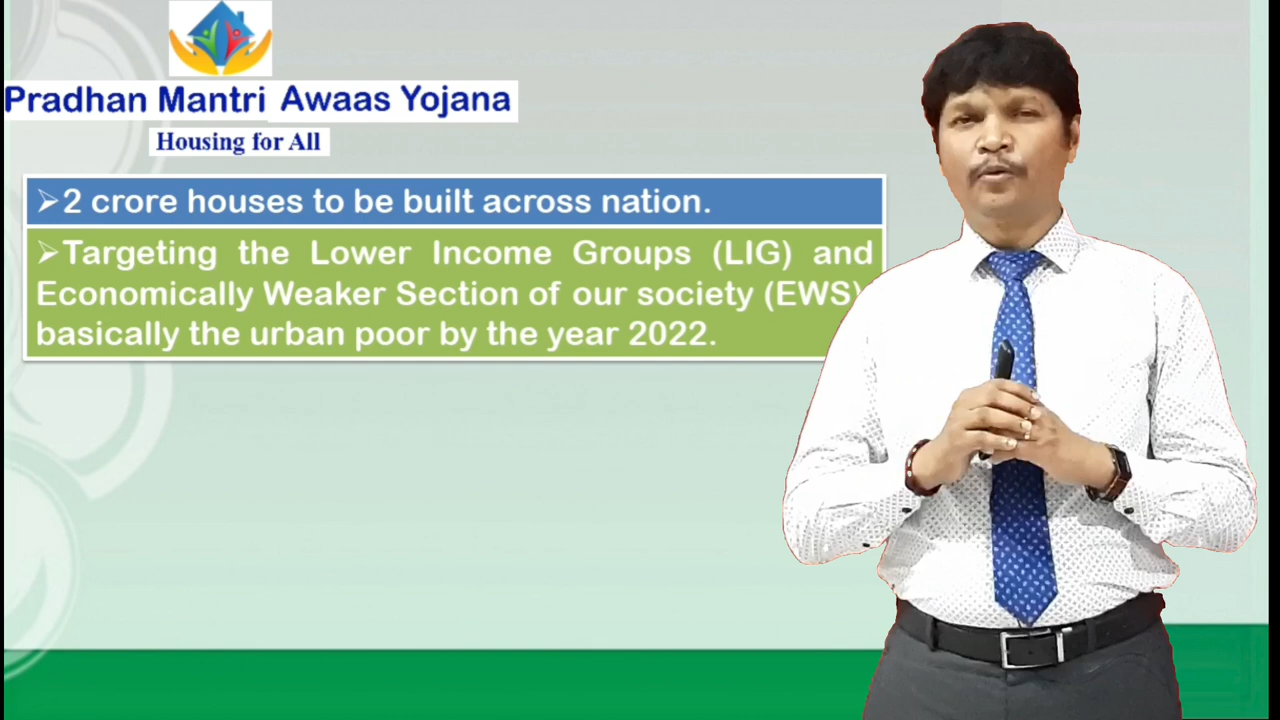 Pradhan Mantri Awaas Yojana
Housing for All
➢2 crore houses to be built across nation.
➢Targeting the Lower Income Groups (LIG) and
Economically Weaker Section of our society (EWS)
basically the urban poor by the year 2022.